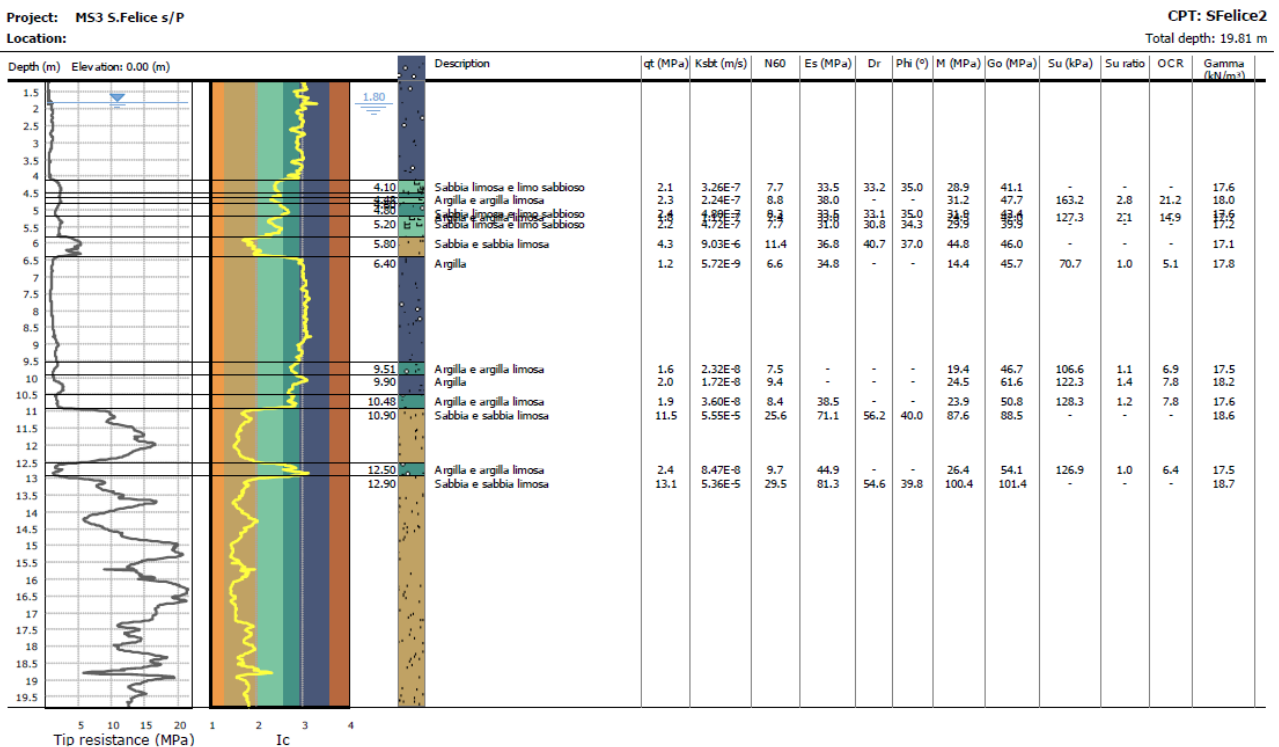 Project: MS3 S.Felice s/P
CPT: SFelice2
Location:
Total depth: 19.81 m
Depth (m) Elevation: 0.00 (m) Description qt (MPa) Ksbt (m/s) N60 Es (MPa) Dr Phi (º) M (MPa) Go (MPa) Su (kPa) Su ratio OCR Gamma (kN/m³)
1.5
1.80
2
2.5
3
3.5
4
4.10 Sabbia limosa e limo sabbioso 2.1 3.26E-7 7.7 33.5 33.2 35.0 28.9 41.1 - - - 17.6
4.5
Argilla e argilla limosa 2.3 2.24E-7 8.8 38.0 - - 31.2 47.7 163.2 2.8 21.2 18.0
5
4.80 Sabbia limosa e limo sabbioso 33.1 35.0 127.3 2.1 14.9
5.20 Sabbia limosa e limo sabbioso 2.2 4.72E-7 7.7 31.0 30.8 34.3 29.9 39.9 17.2
5.5
5.80 Sabbia e sabbia limosa 4.3 9.03E-6 11.4 36.8 40.7 37.0 44.8 46.0 - - - 17.1
6
6.40 Argilla 1.2 5.72E-9 6.6 34.8 - - 14.4 45.7 70.7 1.0 5.1 17.8
6.5
7
7.5
8
8.5
9
9.5
9.51 Argilla e argilla limosa 1.6 2.32E-8 7.5 - - - 19.4 46.7 106.6 1.1 6.9 17.5
10
9.90 Argilla 2.0 1.72E-8 9.4 - - - 24.5 61.6 122.3 1.4 7.8 18.2
10.5
10.48 Argilla e argilla limosa 1.9 3.60E-8 8.4 38.5 - - 23.9 50.8 128.3 1.2 7.8 17.6
11
10.90 Sabbia e sabbia limosa 11.5 5.55E-5 25.6 71.1 56.2 40.0 87.6 88.5 - - - 18.6
11.5
12
12.5
12.50 Argilla e argilla limosa 2.4 8.47E-8 9.7 44.9 - - 26.4 54.1 126.9 1.0 6.4 17.5
13
12.90 Sabbia e sabbia limosa 13.1 5.36E-5 29.5 81.3 54.6 39.8 100.4 101.4 - - - 18.7
13.5
14
14.5
15
15.5
16
16.5
17
17.5
18
18.5
19
19.5
5 10 15 20 1 2 3 4
Tip resistance (MPa) Ic